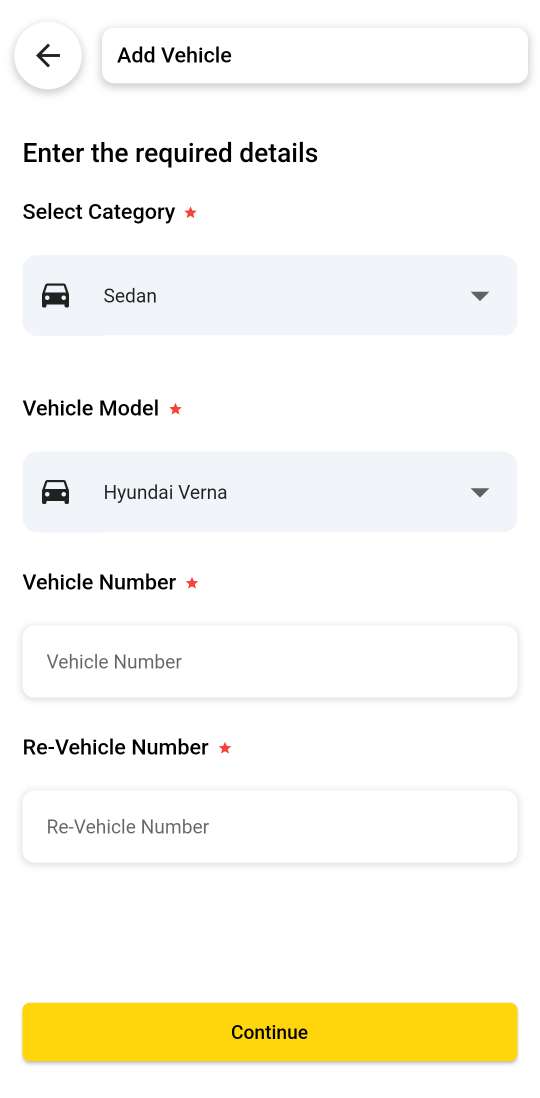 Add Vehicle
Enter the required details
Select Category
Sedan
Vehicle Model
Hyundai Verna
Vehicle Number
Vehicle Number
Re-Vehicle Number
Re-Vehicle Number
Continue